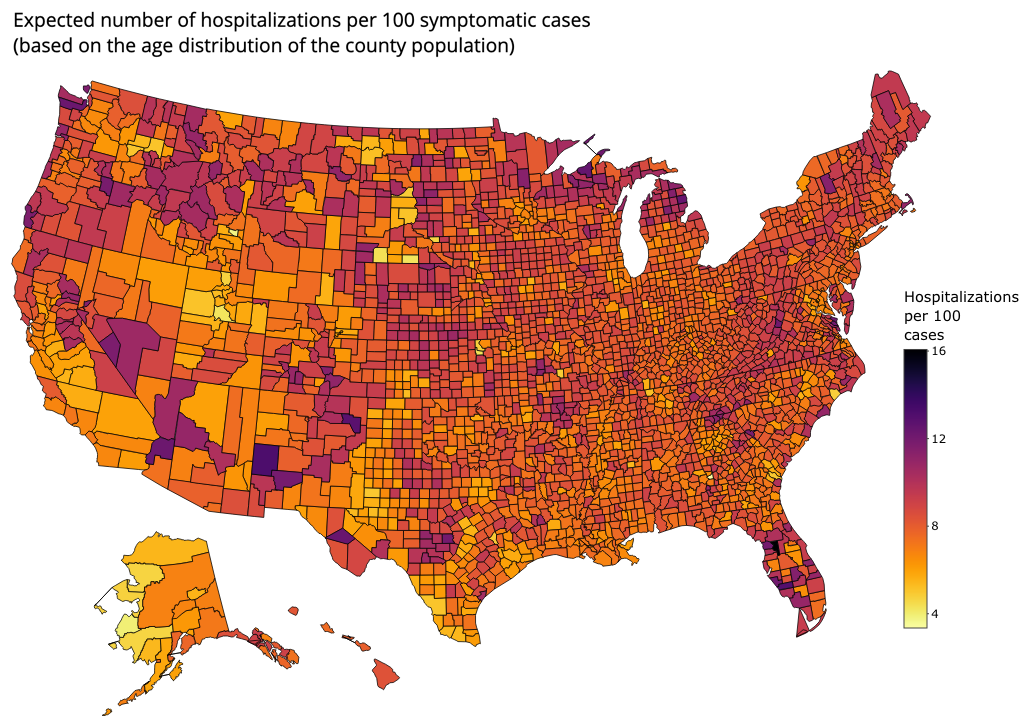 Expected number of hospitalizations per 100 symptomatic cases
(based on the age distribution of the county population)
Hospitalizations
per 100
cases
16
12
8
4